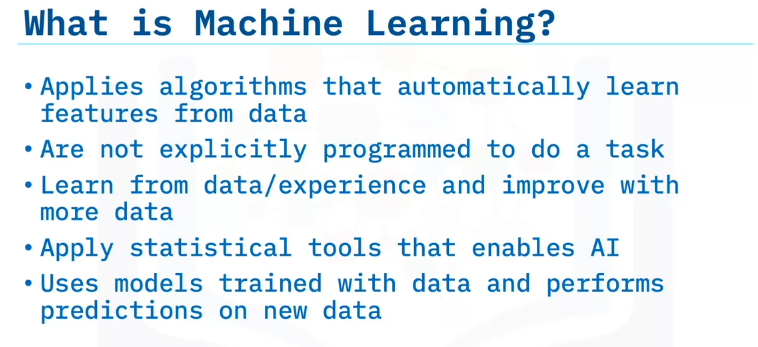 What is Machine Learning?
• Applies algorithms that automatically learn
features from data
• Are not explicitly programmed to do a task
• Learn from data/experience and improve with
more data
• Apply statistical tools that enables AI
• Uses models trained with data and performs
predictions on new data